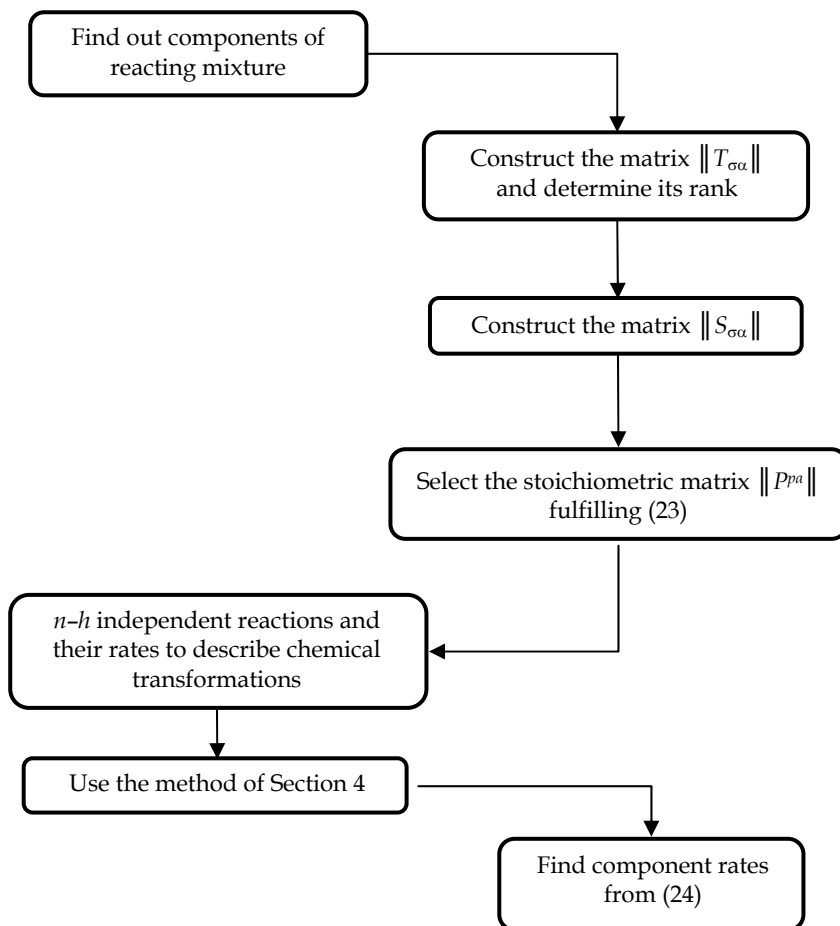 Find out components of
reacting mixture
Construct the matrix ‖Tσα‖
and determine its rank
Construct the matrix ‖Sσα‖
Select the stoichiometric matrix ‖Ppa‖
fulfilling (23)
n–h independent reactions and
their rates to describe chemical
transformations
Use the method of Section 4
Find component rates
from (24)